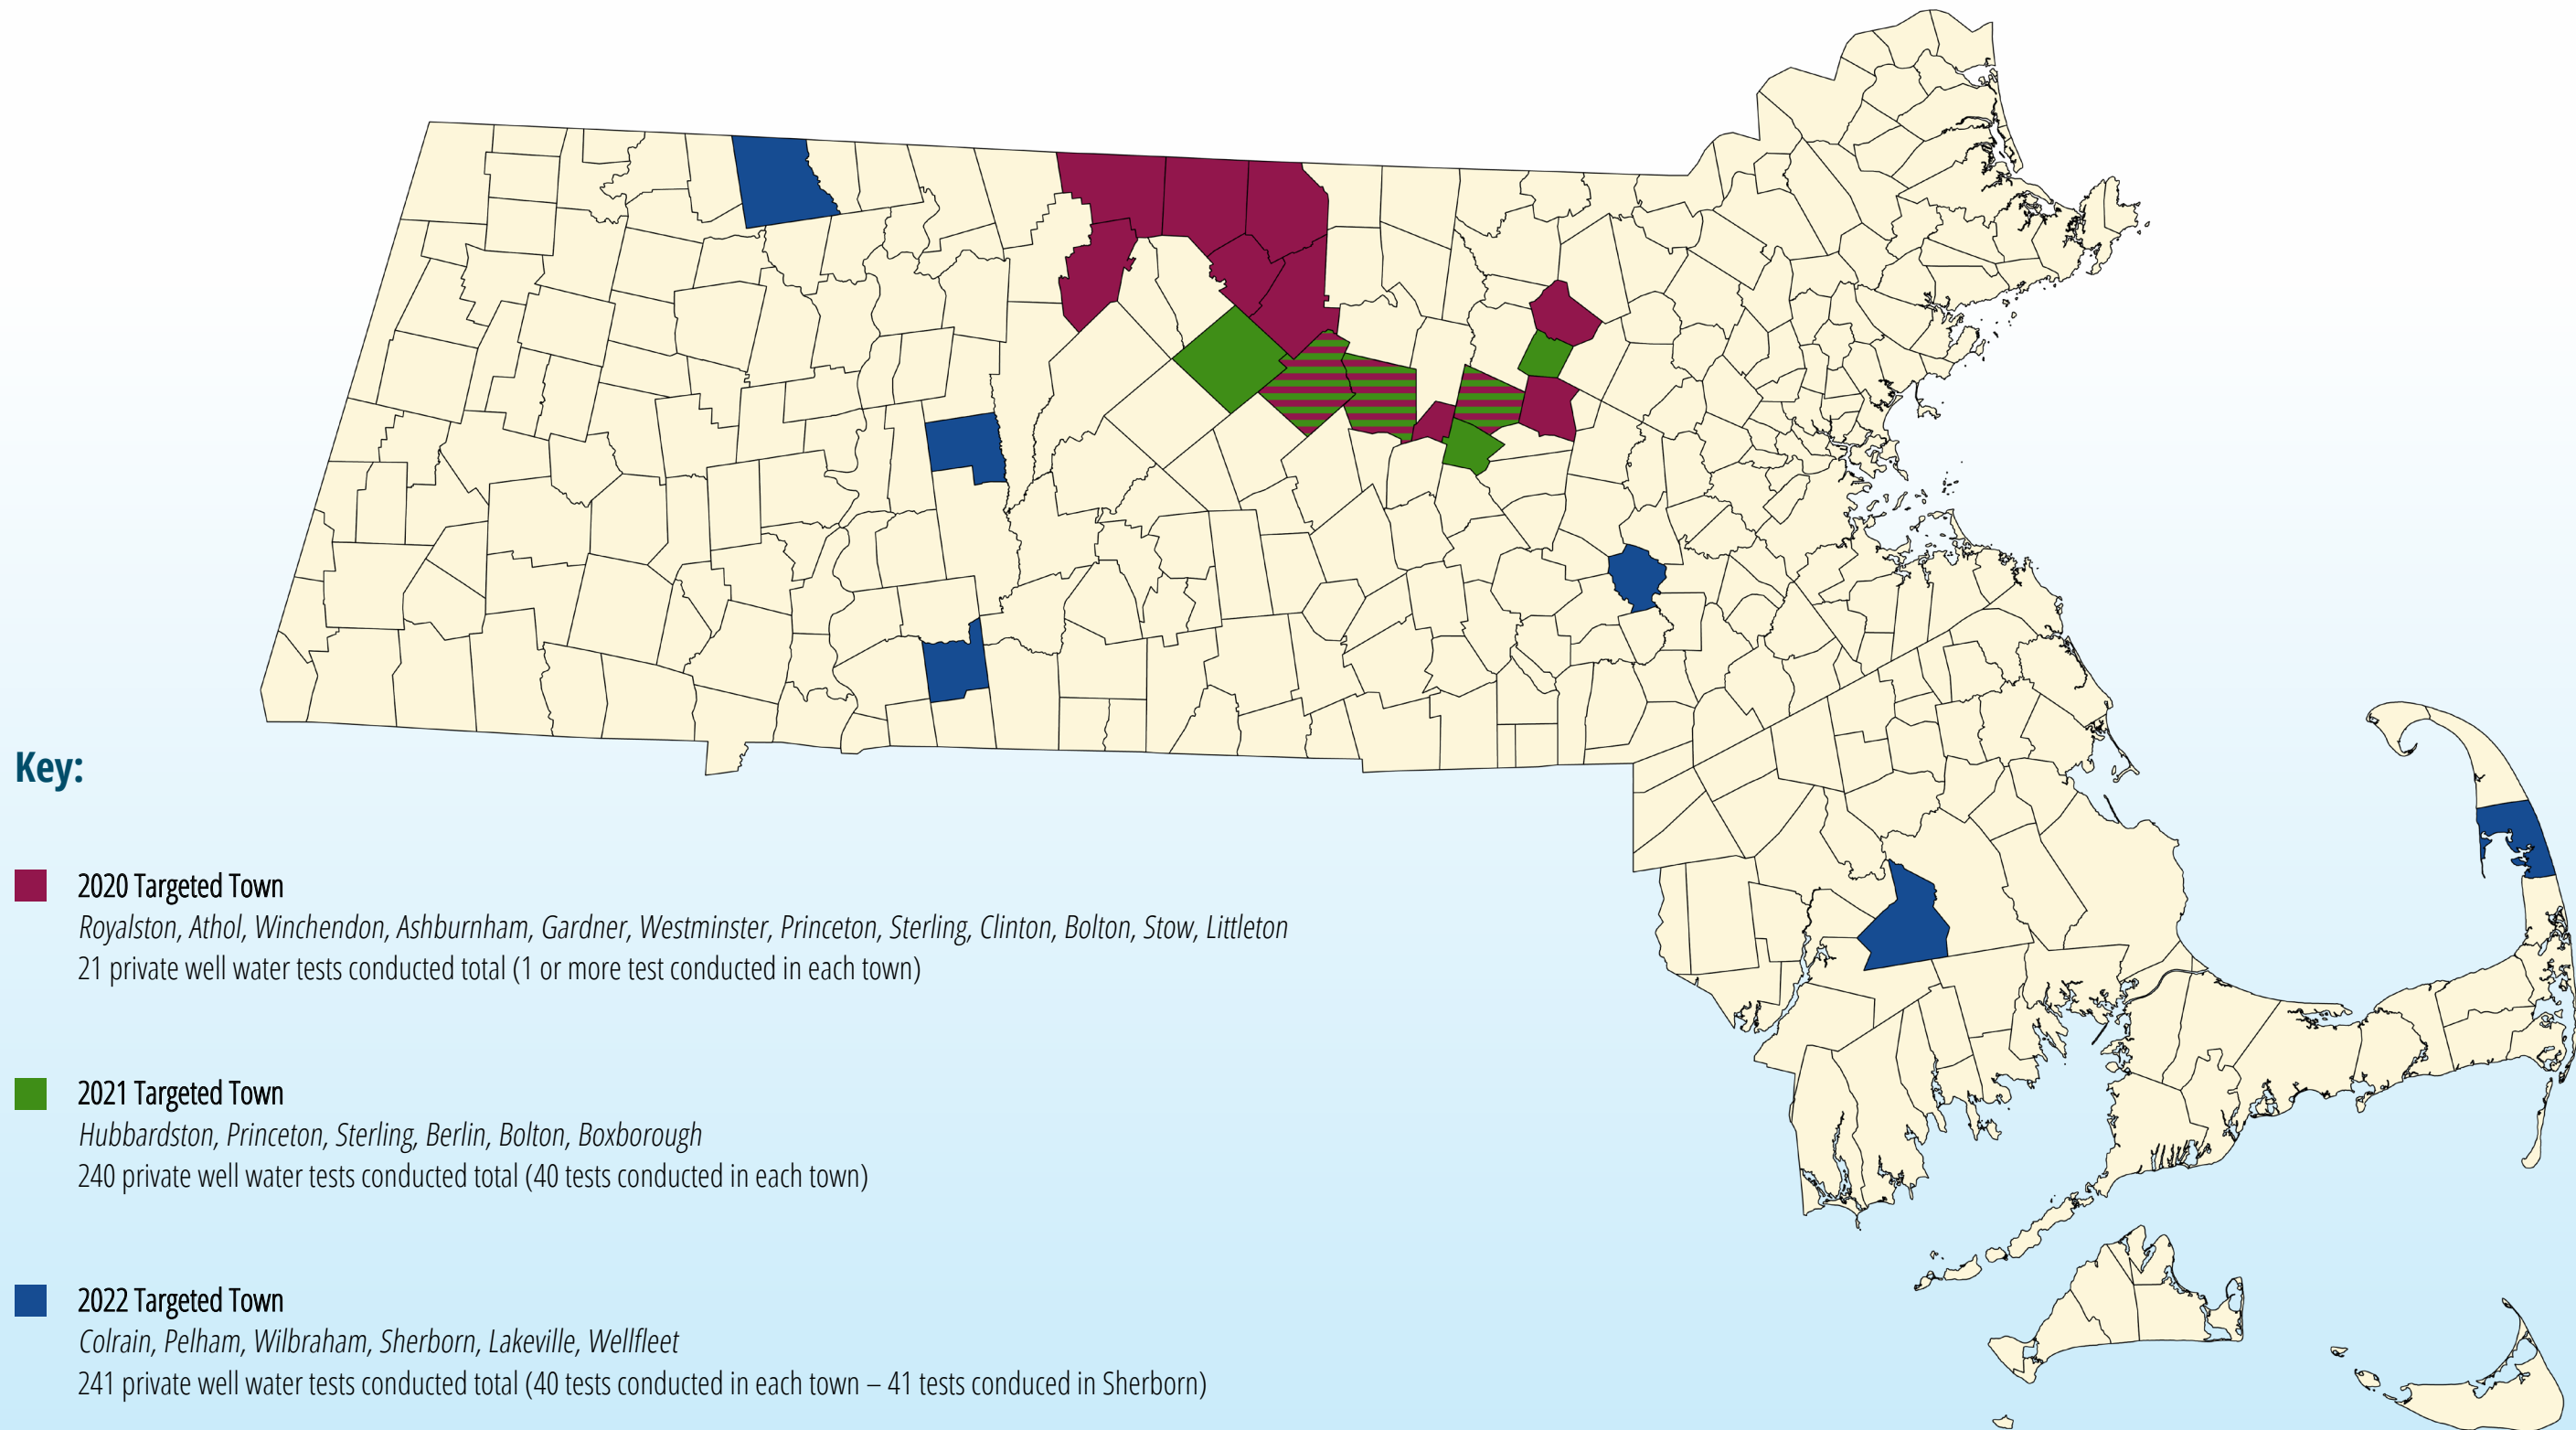 Key:
2020 Targeted Town
Royalston, Athol, Winchendon, Ashburnham, Gardner, Westminster, Princeton, Sterling, Clinton, Bolton, Stow, Littleton
21 private well water tests conducted total (1 or more test conducted in each town)
2021 Targeted Town
Hubbardston, Princeton, Sterling, Berlin, Bolton, Boxborough
240 private well water tests conducted total (40 tests conducted in each town)
2022 Targeted Town
Colrain, Pelham, Wilbraham, Sherborn, Lakeville, Wellfleet
241 private well water tests conducted total (40 tests conducted in each town – 41 tests conduced in Sherborn)